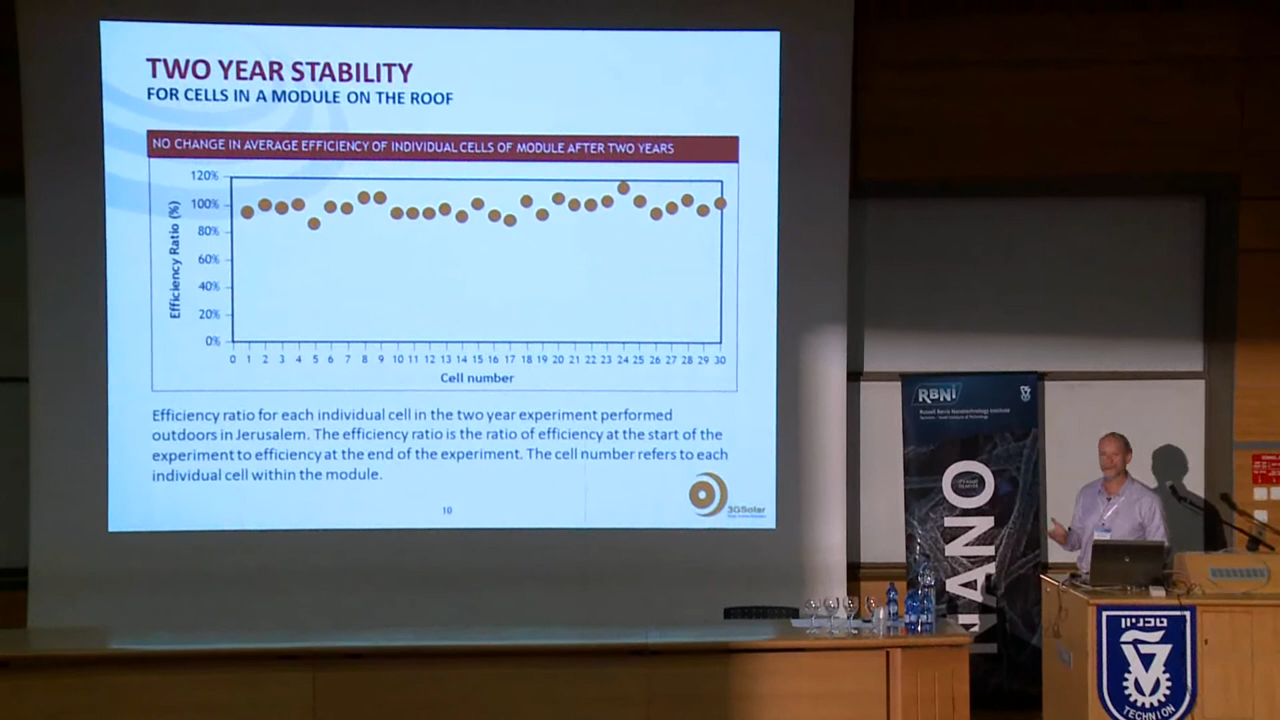 TWO YEAR STABILITY
FOR CELLS IN A MODULE ON THE ROOF
NO CHANGE IN AVERAGE EFFICIENCY OF INDIVIDUAL CELLS OF MODULE AFTER TWO YEARS
120%
100%
80%
60%
40%
20%
0%
Efficiency Ratio (%)
0 1 2 3 4 5 6 7 8 9 10 11 12 13 14 15 16 17 18 19 20 21 22 23 24 25 26 27 28 29 30
Cell number
Efficiency ratio for each individual cell in the two year experiment performed
outdoors in Jerusalem. The efficiency ratio is the ratio of efficiency at the start of the
experiment to efficiency at the end of the experiment. The cell number refers to each
individual cell within the module.
10
3GSolar
RBNI
Russell Berrie Nanotechnology Institute
NANO
טכניון
TECHNION